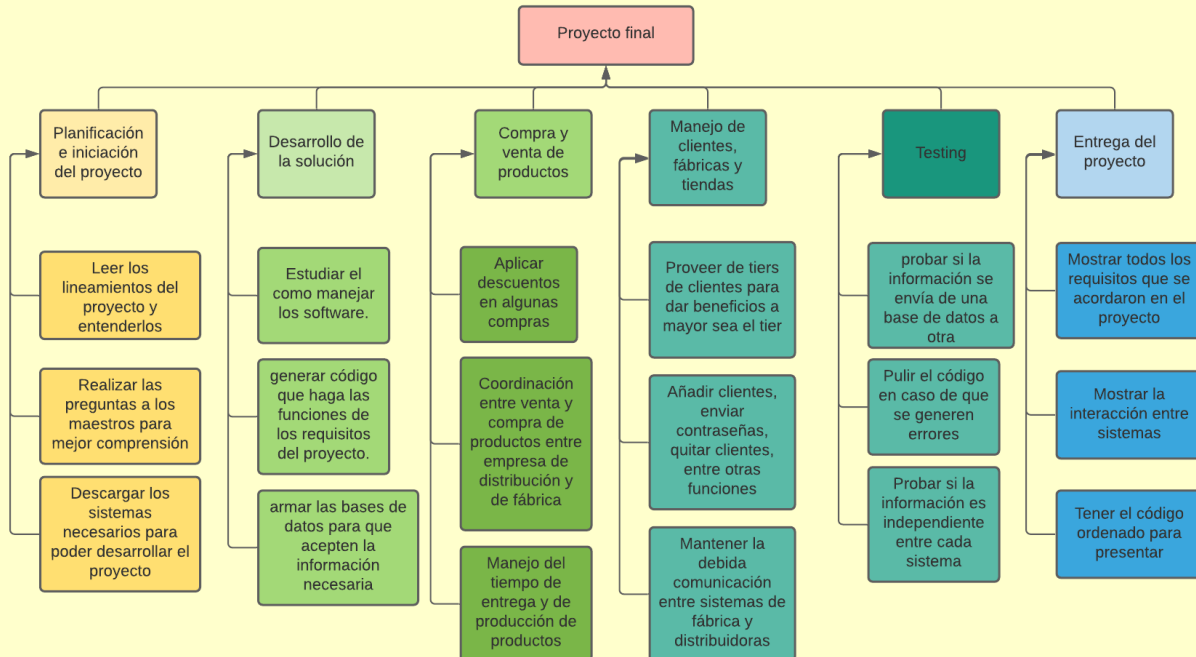 Proyecto final
Planificación
e iniciación
del proyecto
Leer los
lineamientos del
proyecto y
entenderlos
Realizar las
preguntas a los
maestros para
mejor comprensión
Descargar los
sistemas
necesarios para
poder desarrollar el
proyecto
Desarrollo de
la solución
Estudiar el
como manejar
los software.
generar código
que haga las
funciones de
los requisitos
del proyecto.
armar las bases de
datos para que
acepten la
información
necesaria
Compra y
venta de
productos
Aplicar
descuentos
en algunas
compras
Coordinación
entre venta y
compra de
productos entre
empresa de
distribución y
de fábrica
Manejo del
tiempo de
entrega y de
producción de
productos
Manejo de
clientes,
fábricas y
tiendas
Proveer de tiers
de clientes para
dar beneficios a
mayor sea el tier
Añadir clientes,
enviar
contraseñas,
quitar clientes,
entre otras
funciones
Mantener la
debida
comunicación
entre sistemas de
fábrica y
distribuidoras
Testing
probar si la
información se
envía de una
base de datos a
otra
Pulir el código
en caso de que
se generen
errores
Probar si la
información es
independiente
entre cada
sistema
Entrega del
proyecto
Mostrar todos los
requisitos que se
acordaron en el
proyecto
Mostrar la
interacción entre
sistemas
Tener el código
ordenado para
presentar